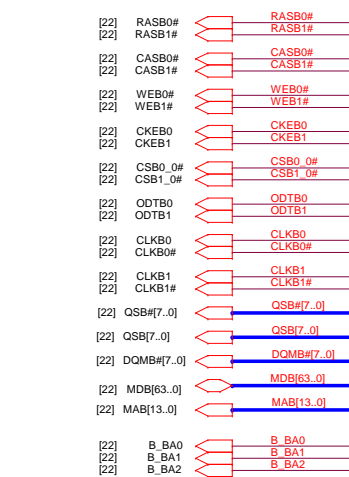 [22] RASB0# RASB0#
[22] RASB1# RASB1#
[22] CASB0# CASB0#
[22] CASB1# CASB1#
[22] WEB0# WEB0#
[22] WEB1# WEB1#
[22] CKEB0 CKEB0
[22] CKEB1 CKEB1
[22] CSB0_0# CSB0_0#
[22] CSB1_0# CSB1_0#
[22] ODTB0 ODTB0
[22] ODTB1 ODTB1
[22] CLKB0 CLKB0
[22] CLKB0# CLKB0#
[22] CLKB1 CLKB1
[22] CLKB1# CLKB1#
[22] QSB#[7..0] QSB#[7..0]
[22] QSB[7..0] QSB[7..0]
[22] DQMB#[7..0] DQMB#[7..0]
[22] MDB[63..0] MDB[63..0]
[22] MAB[13..0] MAB[13..0]
[22] B_BA0 B_BA0
[22] B_BA1 B_BA1
[22] B_BA2 B_BA2